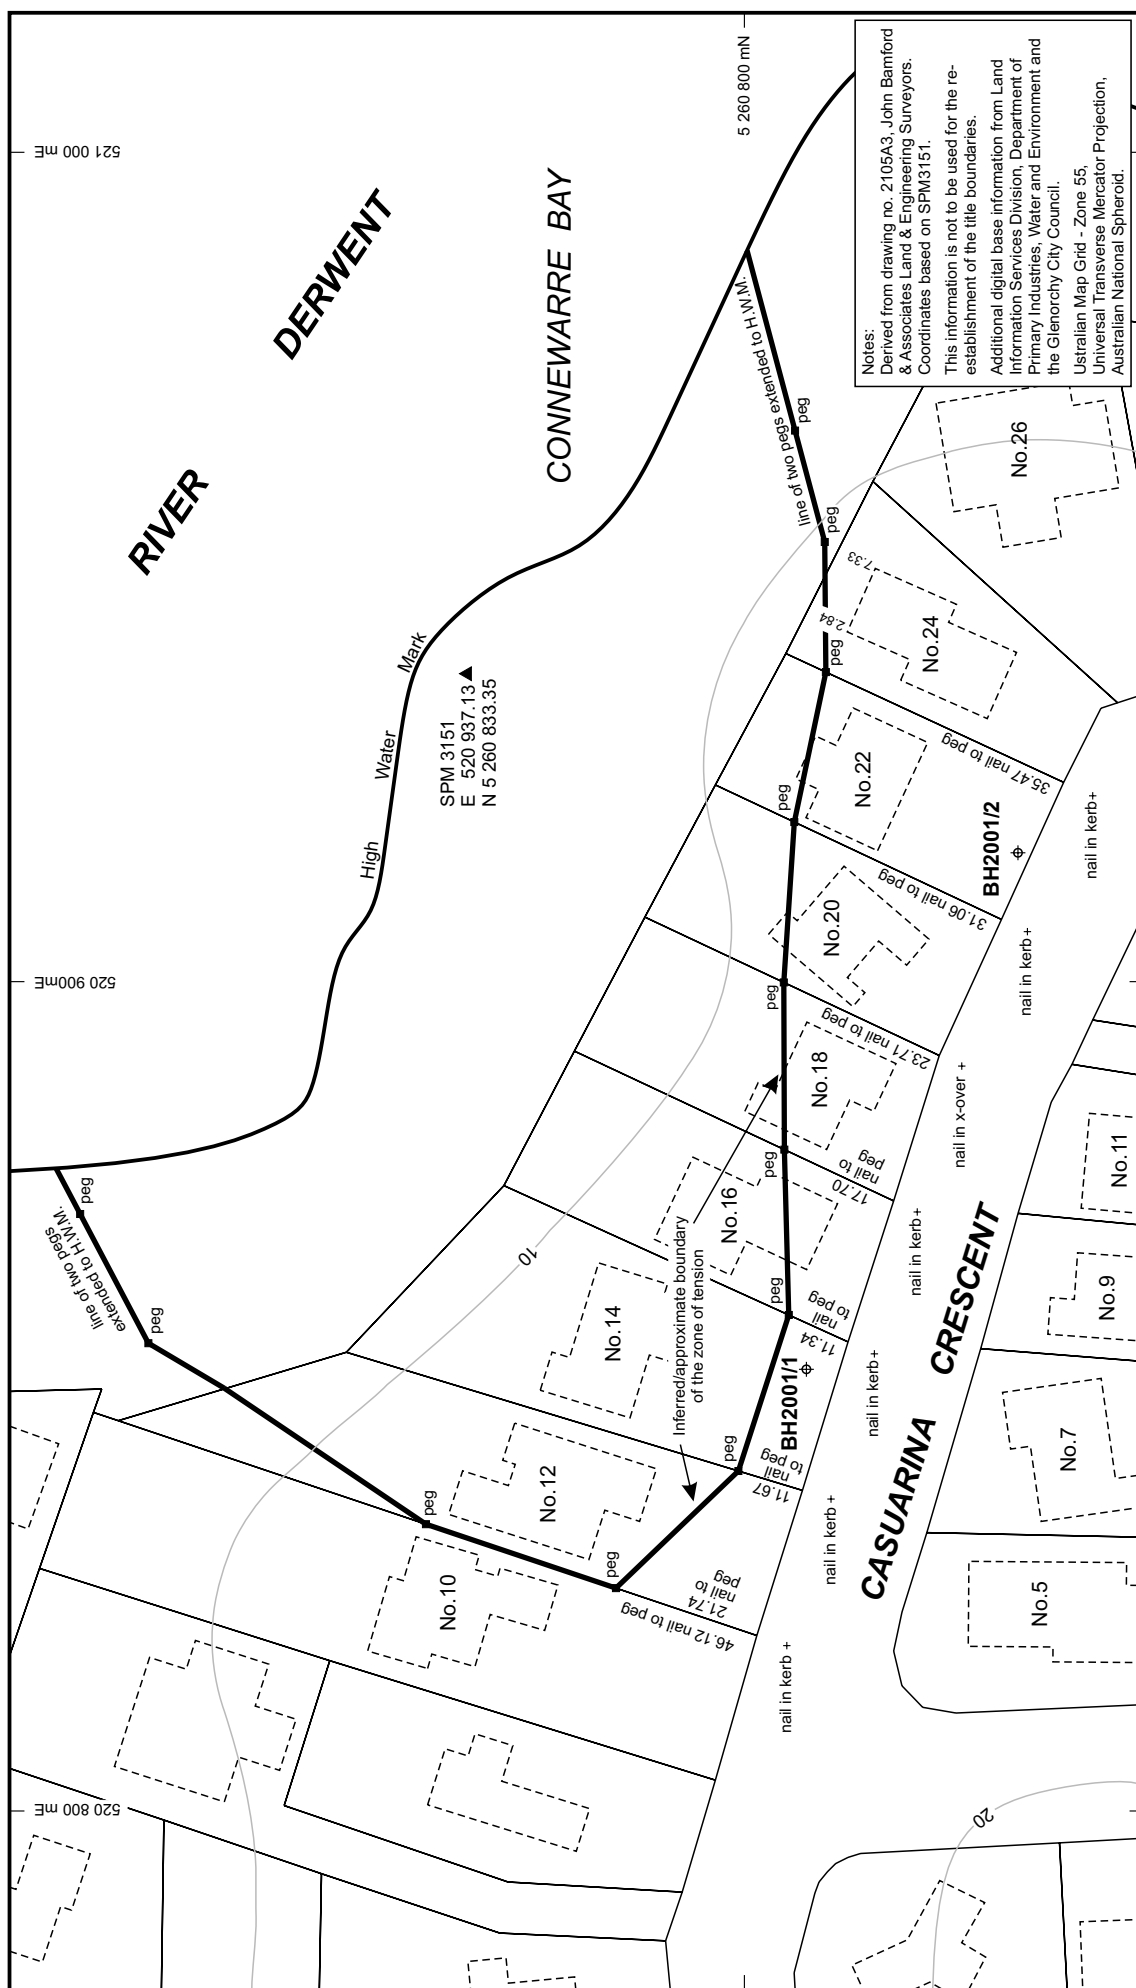 521 000 mE
520 900mE
520 800 mE
5 260 800 mN
RIVER
DERWENT
CONNEWARRE BAY
High
Water
Mark
SPM 3151
E 520 937.13
N 5 260 833.35
line of two pegs
extended to H.W.M.
peg
peg
peg
peg
peg
peg
peg
peg
peg
peg
peg
peg
line of two pegs extended to H.W.M.
10
20
No.10
No.12
No.14
No.16
No.18
No.20
No.22
No.24
No.26
Inferred/approximate boundary
of the zone of tension
46.12 nail to peg
21.74
nail to
peg
11.67
nail
to peg
11.34
nail
to peg
17.70
nail to
peg
23.71 nail to peg
31.06 nail to peg
35.47 nail to peg
2.84
7.33
BH2001/1
BH2001/2
nail in kerb +
nail in kerb +
nail in kerb+
nail in kerb+
nail in x-over +
nail in kerb+
nail in kerb+
CASUARINA CRESCENT
No.5
No.7
No.9
No.11
Notes:
Derived from drawing no. 2105A3, John Bamford
& Associates Land & Engineering Surveyors.
Coordinates based on SPM3151.
This information is not to be used for the re-
establishment of the title boundaries.
Additional digital base information from Land
Information Services Division, Department of
Primary Industries, Water and Environment and
the Glenorchy City Council.
Ustralian Map Grid - Zone 55,
Universal Transverse Mercator Projection,
Australian National Spheroid.